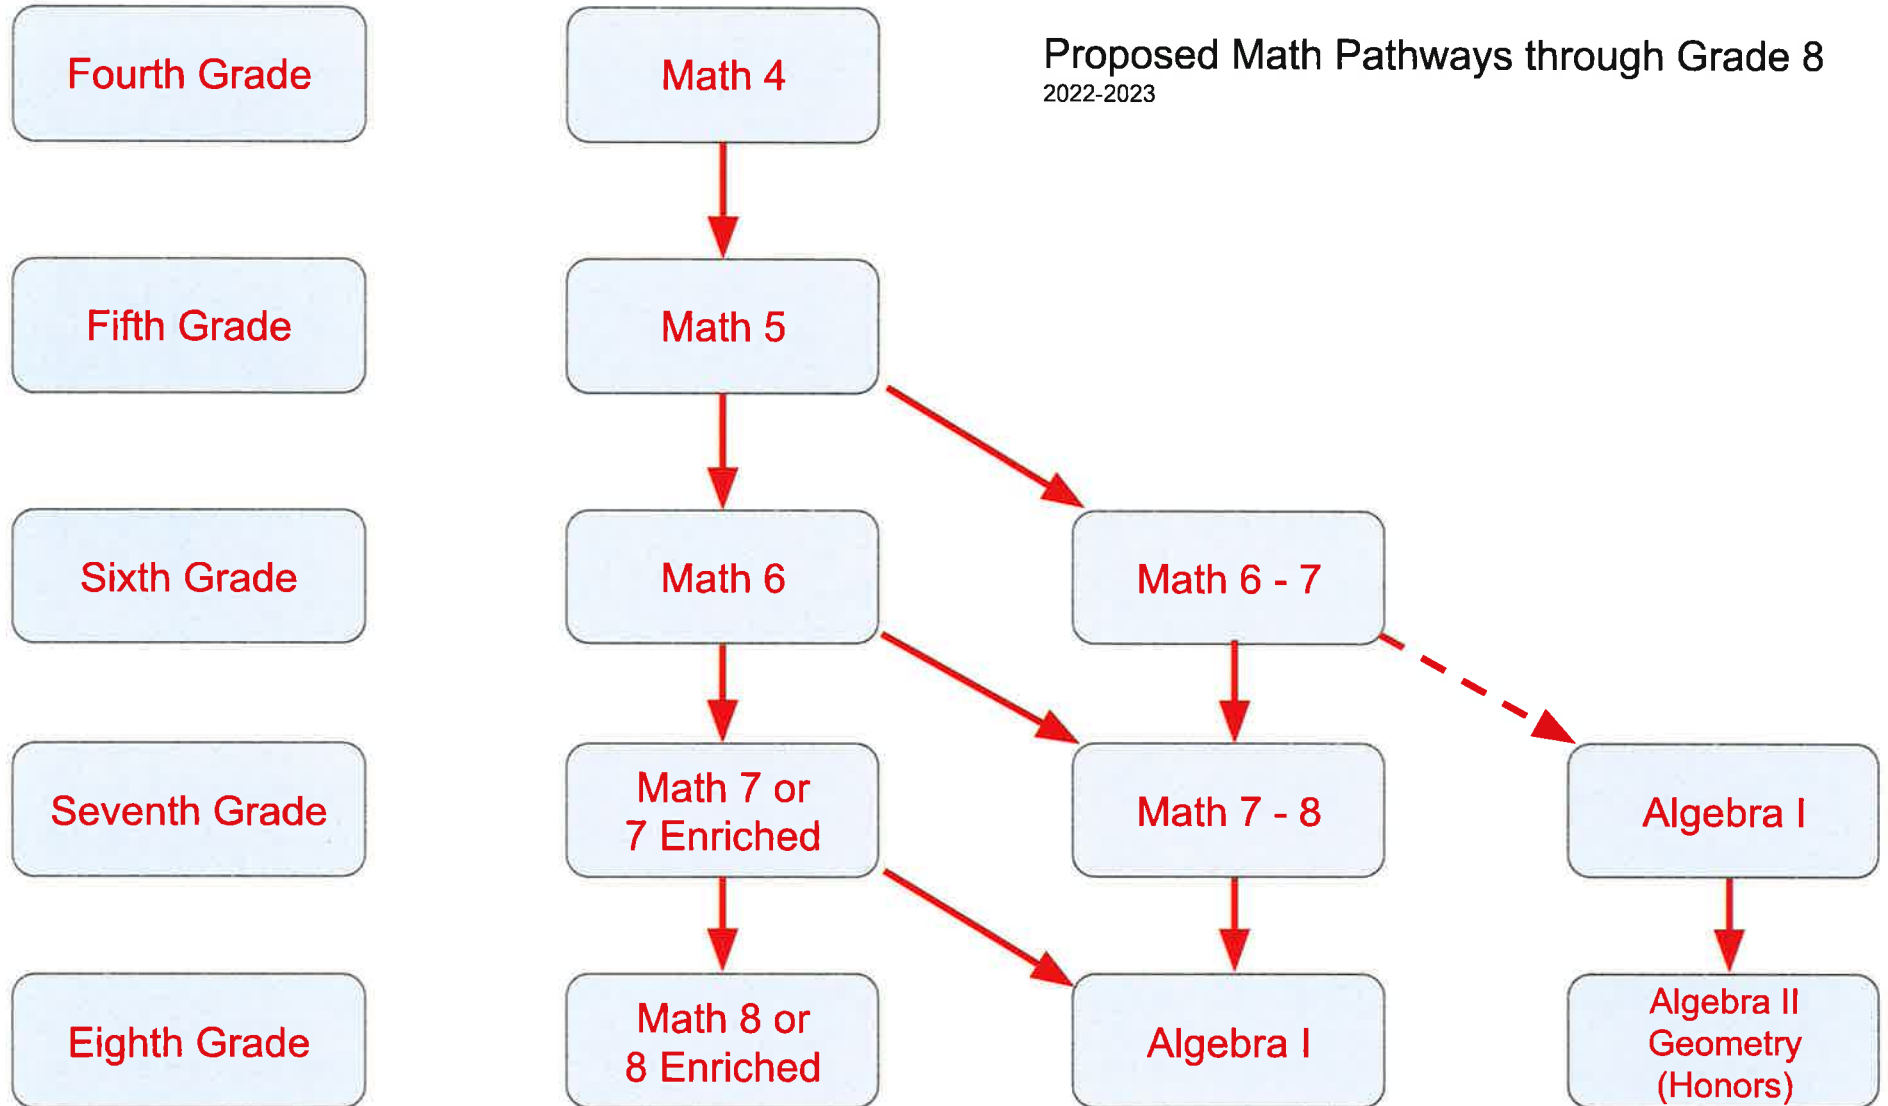 Proposed Math Pathways through Grade 8
2022-2023
Fourth Grade
Math 4
Fifth Grade
Math 5
Sixth Grade
Math 6
Math 6 - 7
Seventh Grade
Math 7 or
7 Enriched
Math 7 - 8
Algebra I
Eighth Grade
Math 8 or
8 Enriched
Algebra I
Algebra II
Geometry
(Honors)